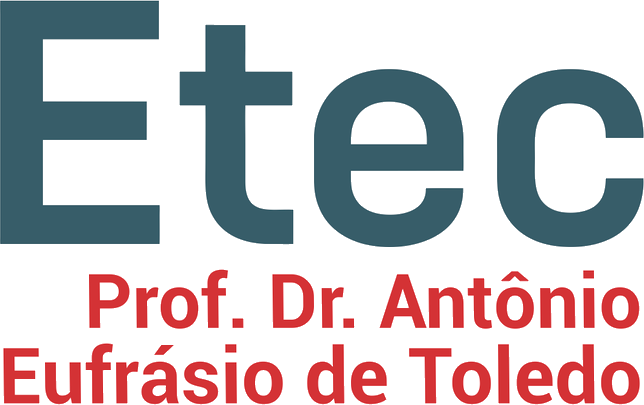 Etec
Prof. Dr. Antônio
Eufrásio de Toledo